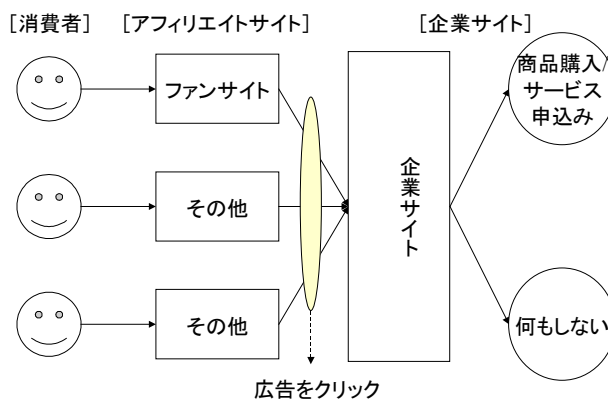 [消費者]
[アフィリエイトサイト]
[企業サイト]
ファンサイト
その他
その他
企業サイト
商品購入/
サービス
申込み
何もしない
広告をクリック